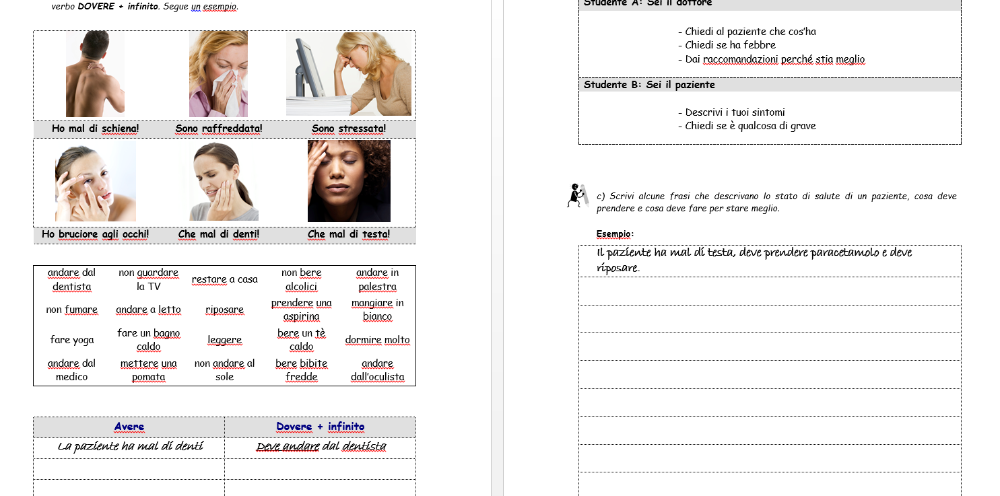 verbo DOVERE + infinito. Segue un esempio.
Ho mal di schiena!
Sono raffreddata!
Sono stressata!
Ho bruciore agli occhi!
Che mal di denti!
Che mal di testa!
andare dal
dentista
non guardare
la TV
restare a casa
non bere
alcolici
andare in
palestra
non fumare
andare a letto
riposare
prendere una
aspirina
mangiare in
bianco
fare yoga
fare un bagno
caldo
leggere
bere un tè
caldo
dormire molto
andare dal
medico
mettere una
pomata
non andare al
sole
bere bibite
fredde
andare
dall'oculista
Avere
Dovere + infinito
La paziente ha mal di denti
Deve andare dal dentista
Studente A: Sei il dottore
- Chiedi al paziente che cos'ha
- Chiedi se ha febbre
- Dai raccomandazioni perché stia meglio
Studente B: Sei il paziente
- Descrivi i tuoi sintomi
- Chiedi se è qualcosa di grave
c) Scrivi alcune frasi che descrivano lo stato di salute di un paziente, cosa deve
prendere e cosa deve fare per stare meglio.
Esempio:
Il paziente ha mal di testa, deve prendere paracetamolo e deve
riposare.